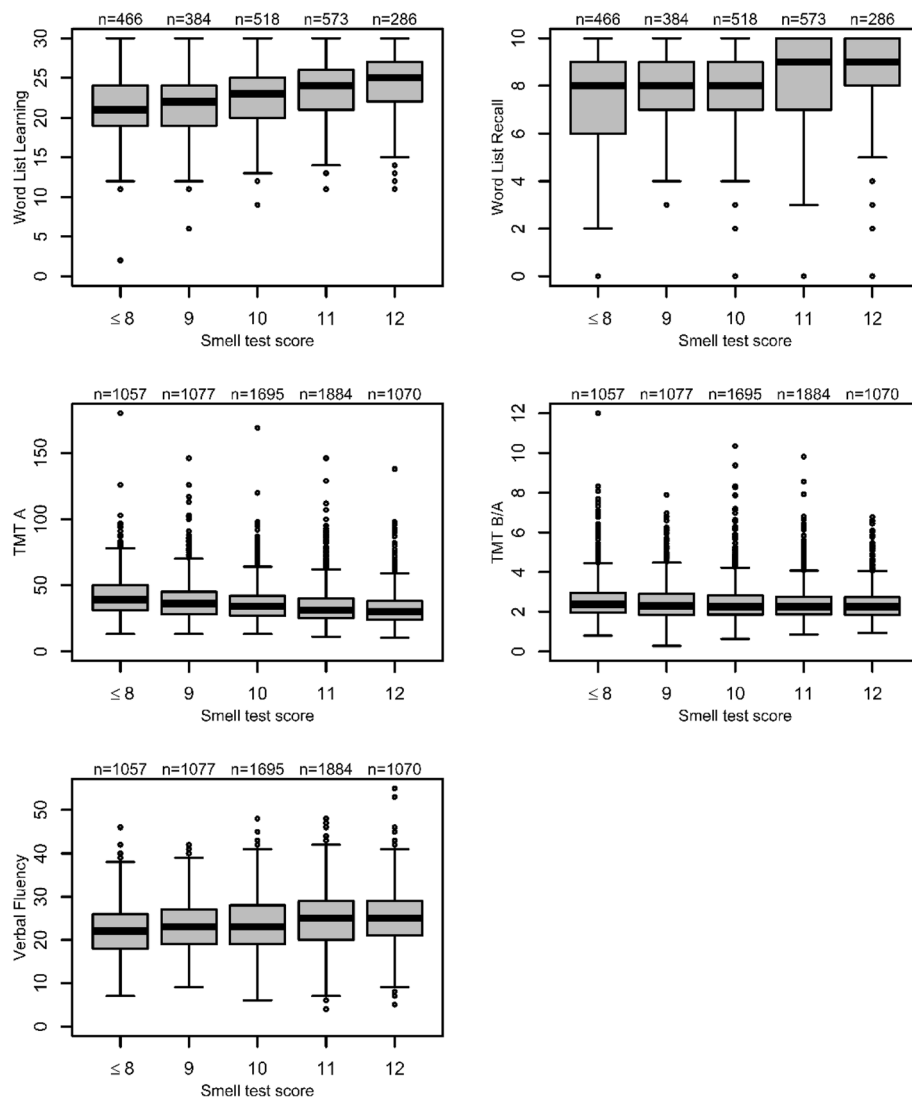 n=466 n=384 n=518 n=573 n=286
30
25
20
15
10
5
0
Word List Learning
≤ 8 9 10 11 12
Smell test score
n=466 n=384 n=518 n=573 n=286
10
8
6
4
2
0
Word List Recall
≤ 8 9 10 11 12
Smell test score
n=1057 n=1077 n=1695 n=1884 n=1070
150
100
50
0
TMT A
≤ 8 9 10 11 12
Smell test score
n=1057 n=1077 n=1695 n=1884 n=1070
12
10
8
6
4
2
0
TMT B/A
≤ 8 9 10 11 12
Smell test score
n=1057 n=1077 n=1695 n=1884 n=1070
50
40
30
20
10
0
Verbal Fluency
≤ 8 9 10 11 12
Smell test score